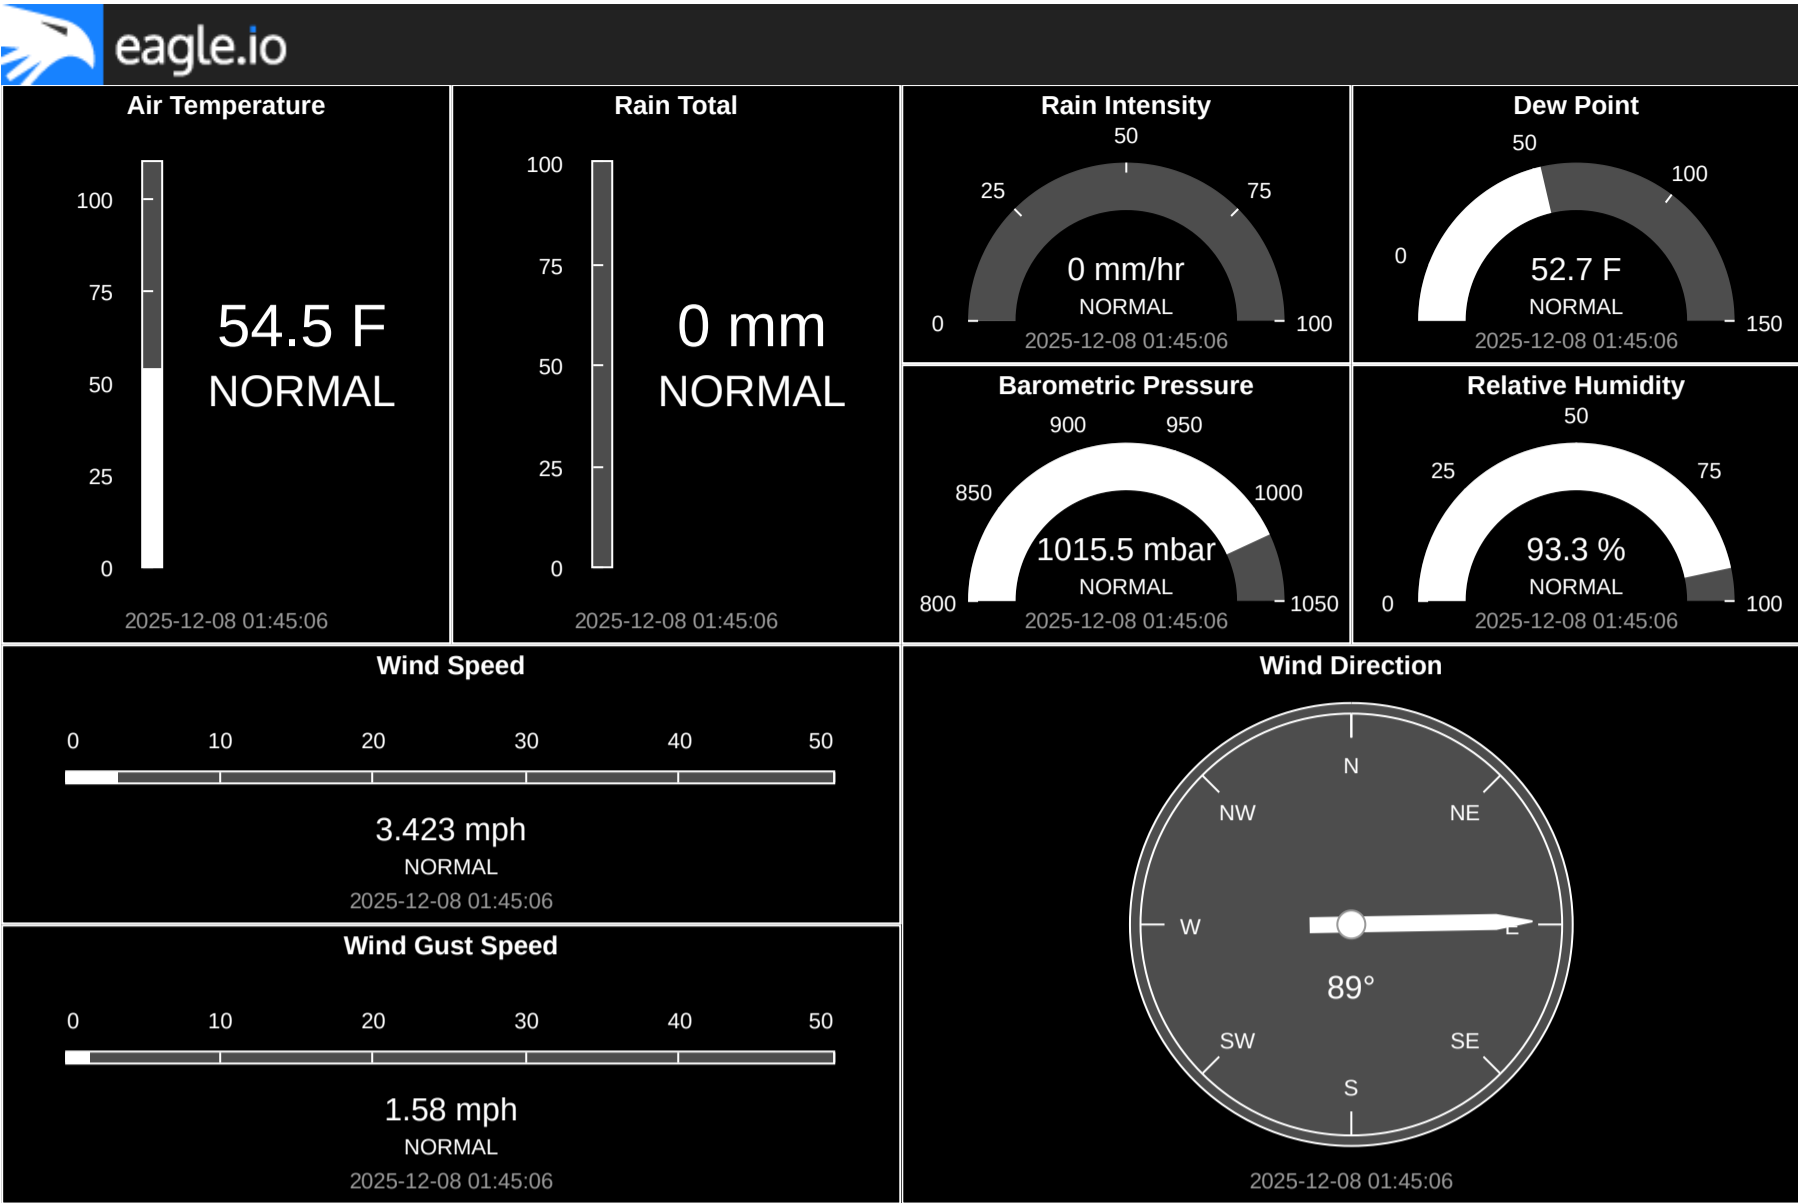 eagle.io
Air Temperature
100
75
50
25
0
54.5 F
NORMAL
2025-12-08 01:45:06
Rain Total
100
75
50
25
0
0 mm
NORMAL
2025-12-08 01:45:06
Rain Intensity
50
25
75
0
100
0 mm/hr
NORMAL
2025-12-08 01:45:06
Dew Point
50
100
0
150
52.7 F
NORMAL
2025-12-08 01:45:06
Barometric Pressure
900
950
850
1000
800
1050
1015.5 mbar
NORMAL
2025-12-08 01:45:06
Relative Humidity
50
25
75
0
100
93.3 %
NORMAL
2025-12-08 01:45:06
Wind Speed
0 10 20 30 40 50
3.423 mph
NORMAL
2025-12-08 01:45:06
Wind Gust Speed
0 10 20 30 40 50
1.58 mph
NORMAL
2025-12-08 01:45:06
Wind Direction
N
NW NE
W E
89°
SW SE
S
2025-12-08 01:45:06